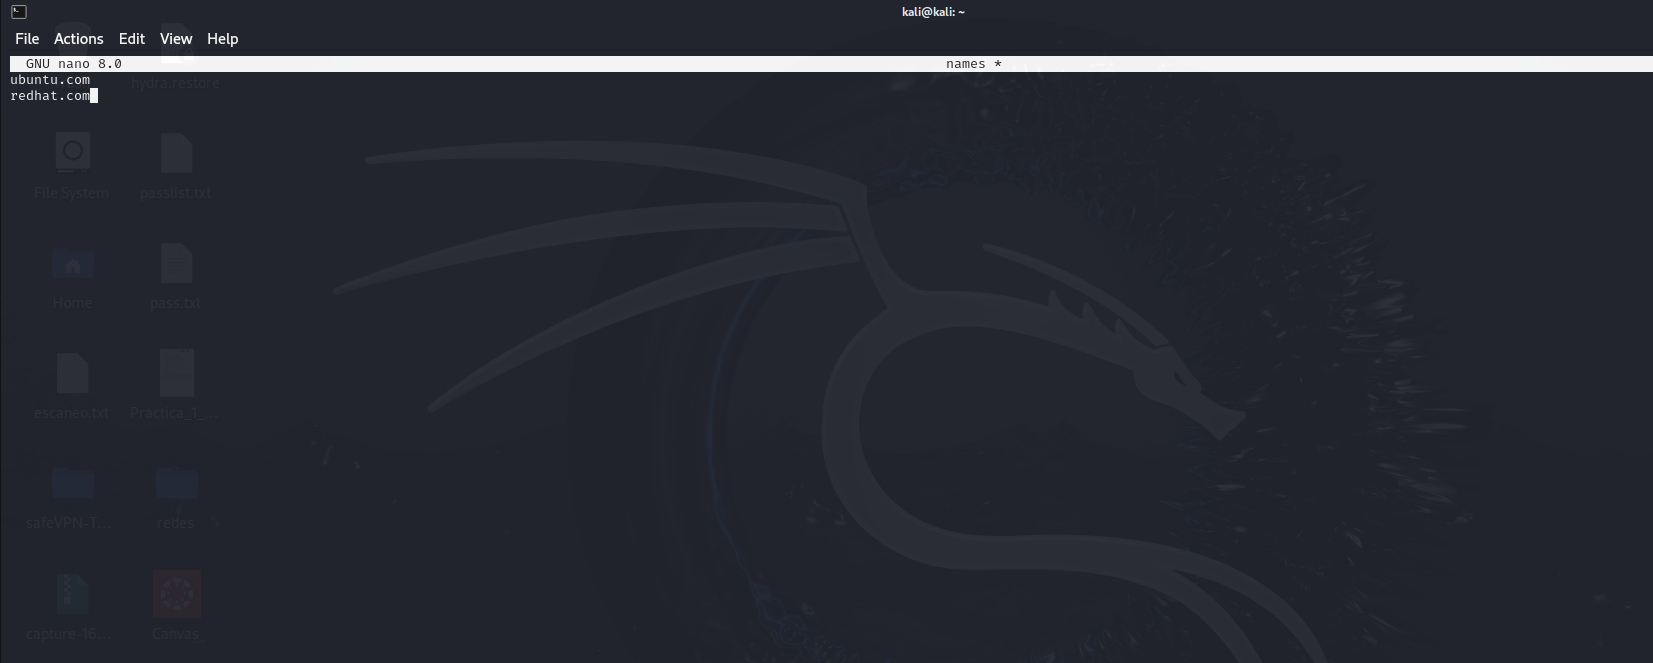 kali@kali: ~
File Actions Edit View Help
GNU nano 8.0 names *
ubuntu.com
redhat.com
hydra.restore
File System passlist.txt
Home pass.txt
escaneo.txt Practica_1_...
safeVPN-T... redes
capture-16... Canvas